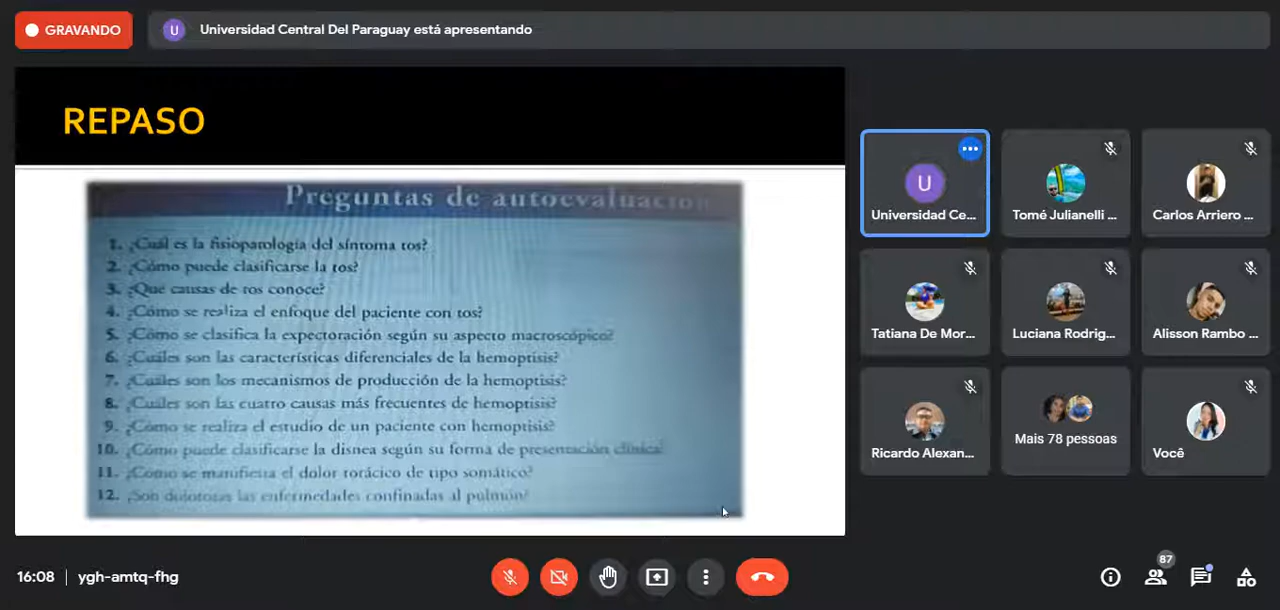 GRAVANDO
U
Universidad Central Del Paraguay está apresentando
REPASO
Preguntas de autoevaluación
1. ¿Cuál es la fisiopatología del síntoma tos?
2. ¿Cómo puede clasificarse la tos?
3. ¿Qué causas de tos conoce?
4. ¿Cómo se realiza el enfoque del paciente con tos?
5. ¿Cómo se clasifica la expectoración según su aspecto macroscópico?
6. ¿Cuáles son las características diferenciales de la hemoptisis?
7. ¿Cuáles son los mecanismos de producción de la hemoptisis?
8. ¿Cuáles son las cuatro causas más frecuentes de hemoptisis?
9. ¿Cómo se realiza el estudio de un paciente con hemoptisis?
10. ¿Cómo puede clasificarse la disnea según su forma de presentación clínica?
11. ¿Cómo se manifiesta el dolor torácico de tipo somático?
12. ¿Son dolorosas las enfermedades confinadas al pulmón?
U
Universidad Ce...
Tomé Julianelli ...
Carlos Arriero ...
Tatiana De Mor...
Luciana Rodrig...
Alisson Rambo ...
Ricardo Alexan...
Mais 78 pessoas
Você
16:08 | ygh-amtq-fhg
87